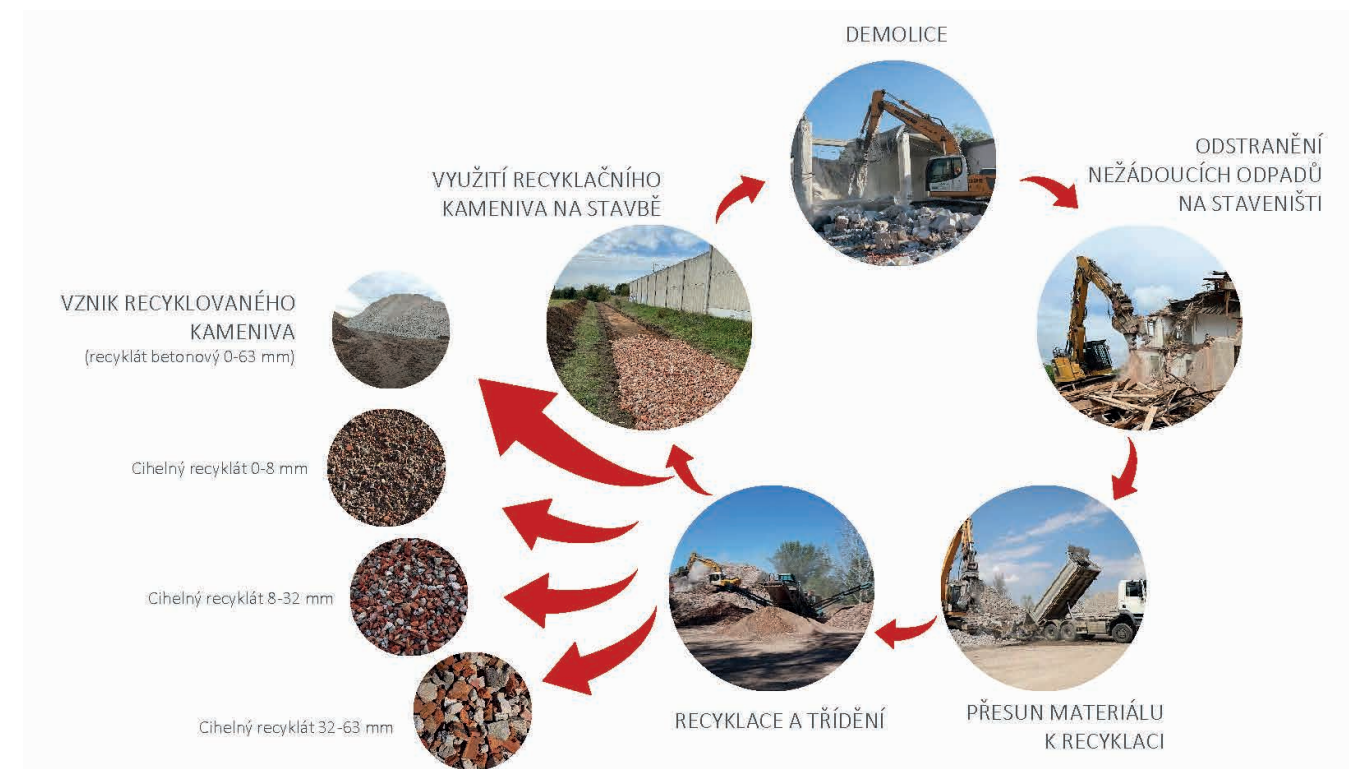 DEMOLICE
ODSTRANĚNÍ
NEŽÁDOUCÍCH ODPADŮ
NA STAVENIŠTI
VYUŽITÍ RECYKLAČNÍHO
KAMENIVA NA STAVBĚ
VZNIK RECYKLOVANÉHO
KAMENIVA
(recyklát betonový 0-63 mm)
Cihelný recyklát 0-8 mm
Cihelný recyklát 8-32 mm
Cihelný recyklát 32-63 mm
RECYKLACE A TŘÍDĚNÍ
PŘESUN MATERIÁLU
K RECYKLACI